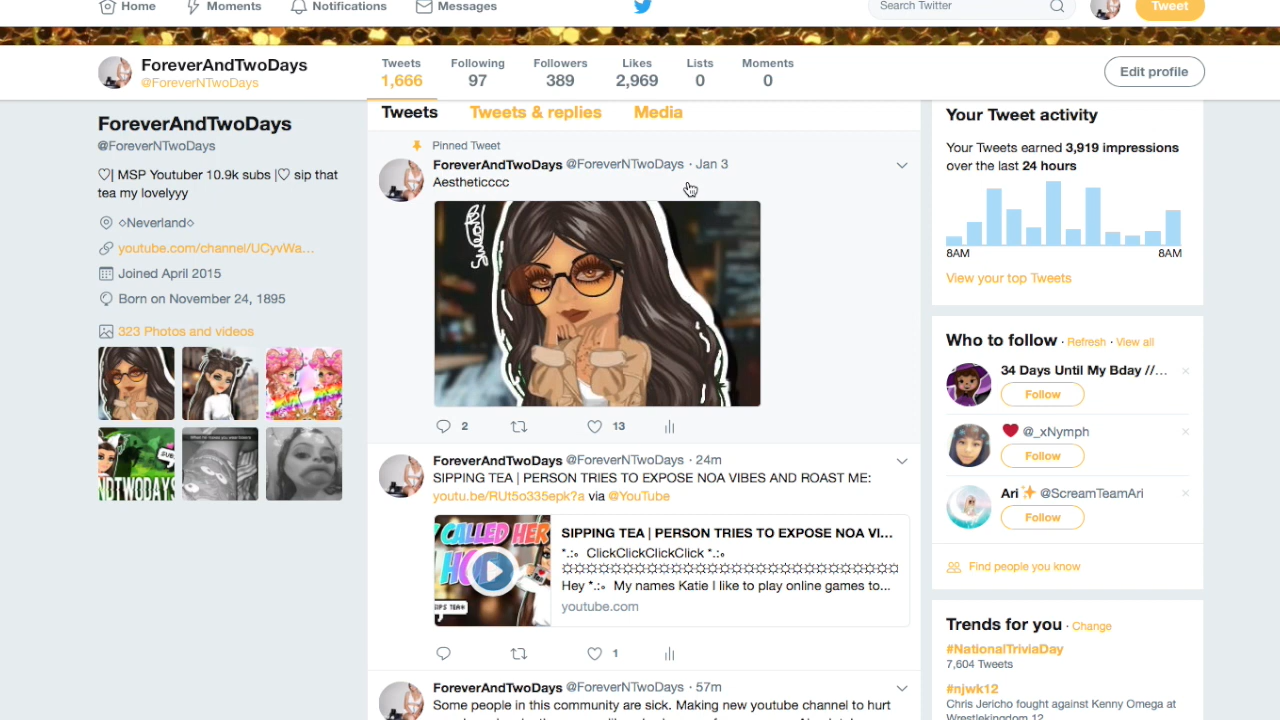 Home Moments Notifications Messages Search Twitter Tweet
ForeverAndTwoDays
@ForeverNTwoDays
Tweets Following Followers Likes Lists Moments
1,666 97 389 2,969 0 0
Edit profile
ForeverAndTwoDays
@ForeverNTwoDays
♡| MSP Youtuber 10.9k subs |♡ sip that
tea my lovelyyy
◇Neverland◇
youtube.com/channel/UCyvWa...
Joined April 2015
Born on November 24, 1895
323 Photos and videos
Tweets Tweets & replies Media
Pinned Tweet
ForeverAndTwoDays @ForeverNTwoDays · Jan 3
Aestheticccc
2 13
ForeverAndTwoDays @ForeverNTwoDays · 24m
SIPPING TEA | PERSON TRIES TO EXPOSE NOA VIBES AND ROAST ME:
youtu.be/RUt5o335epk?a via @YouTube
CALLED HER
HO
SIPS TEA*
SIPPING TEA | PERSON TRIES TO EXPOSE NOA VI...
*.:。 ClickClickClickClick *.:。
Hey *.:。 My names Katie I like to play online games to...
youtube.com
1
ForeverAndTwoDays @ForeverNTwoDays · 57m
Some people in this community are sick. Making new youtube channel to hurt
Your Tweet activity
Your Tweets earned 3,919 impressions
over the last 24 hours
8AM 8AM
View your top Tweets
Who to follow · Refresh · View all
34 Days Until My Bday //...
Follow
@_xNymph
Follow
Ari✨ @ScreamTeamAri
Follow
Find people you know
Trends for you · Change
#NationalTriviaDay
7,604 Tweets
#njwk12
Chris Jericho fought against Kenny Omega at
Wrestlekingdom 12